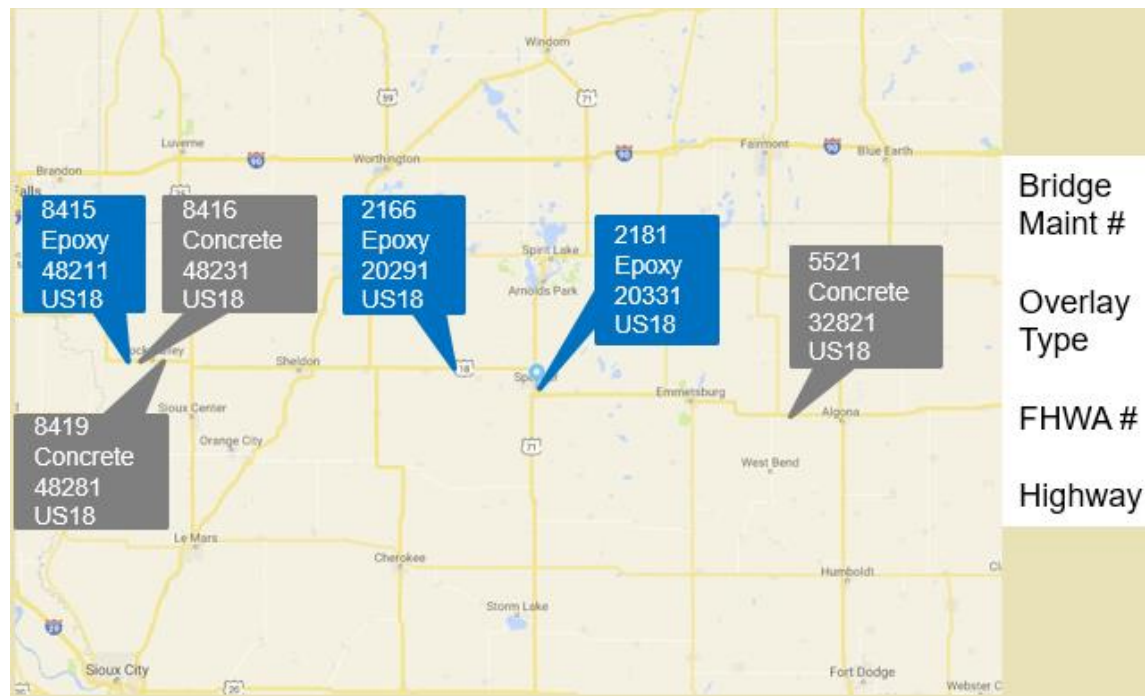 Windom
59
71
Luverne
90
Worthington
90
Fairmont
90
Blue Earth
Brandon
alls
8415
Epoxy
48211
US18
8416
Concrete
48231
US18
2166
Epoxy
20291
US18
2181
Epoxy
20331
US18
5521
Concrete
32821
US18
Bridge
Maint #
Overlay
Type
FHWA #
Highway
Spirit Lake
Arnolds Park
Sheldon
18
Emmetsburg
Algona
Sioux Center
Orange City
71
West Bend
8419
Concrete
48281
US18
Le Mars
Cherokee
Humboldt
Storm Lake
29
Sioux City
20
Fort Dodge
Webster C